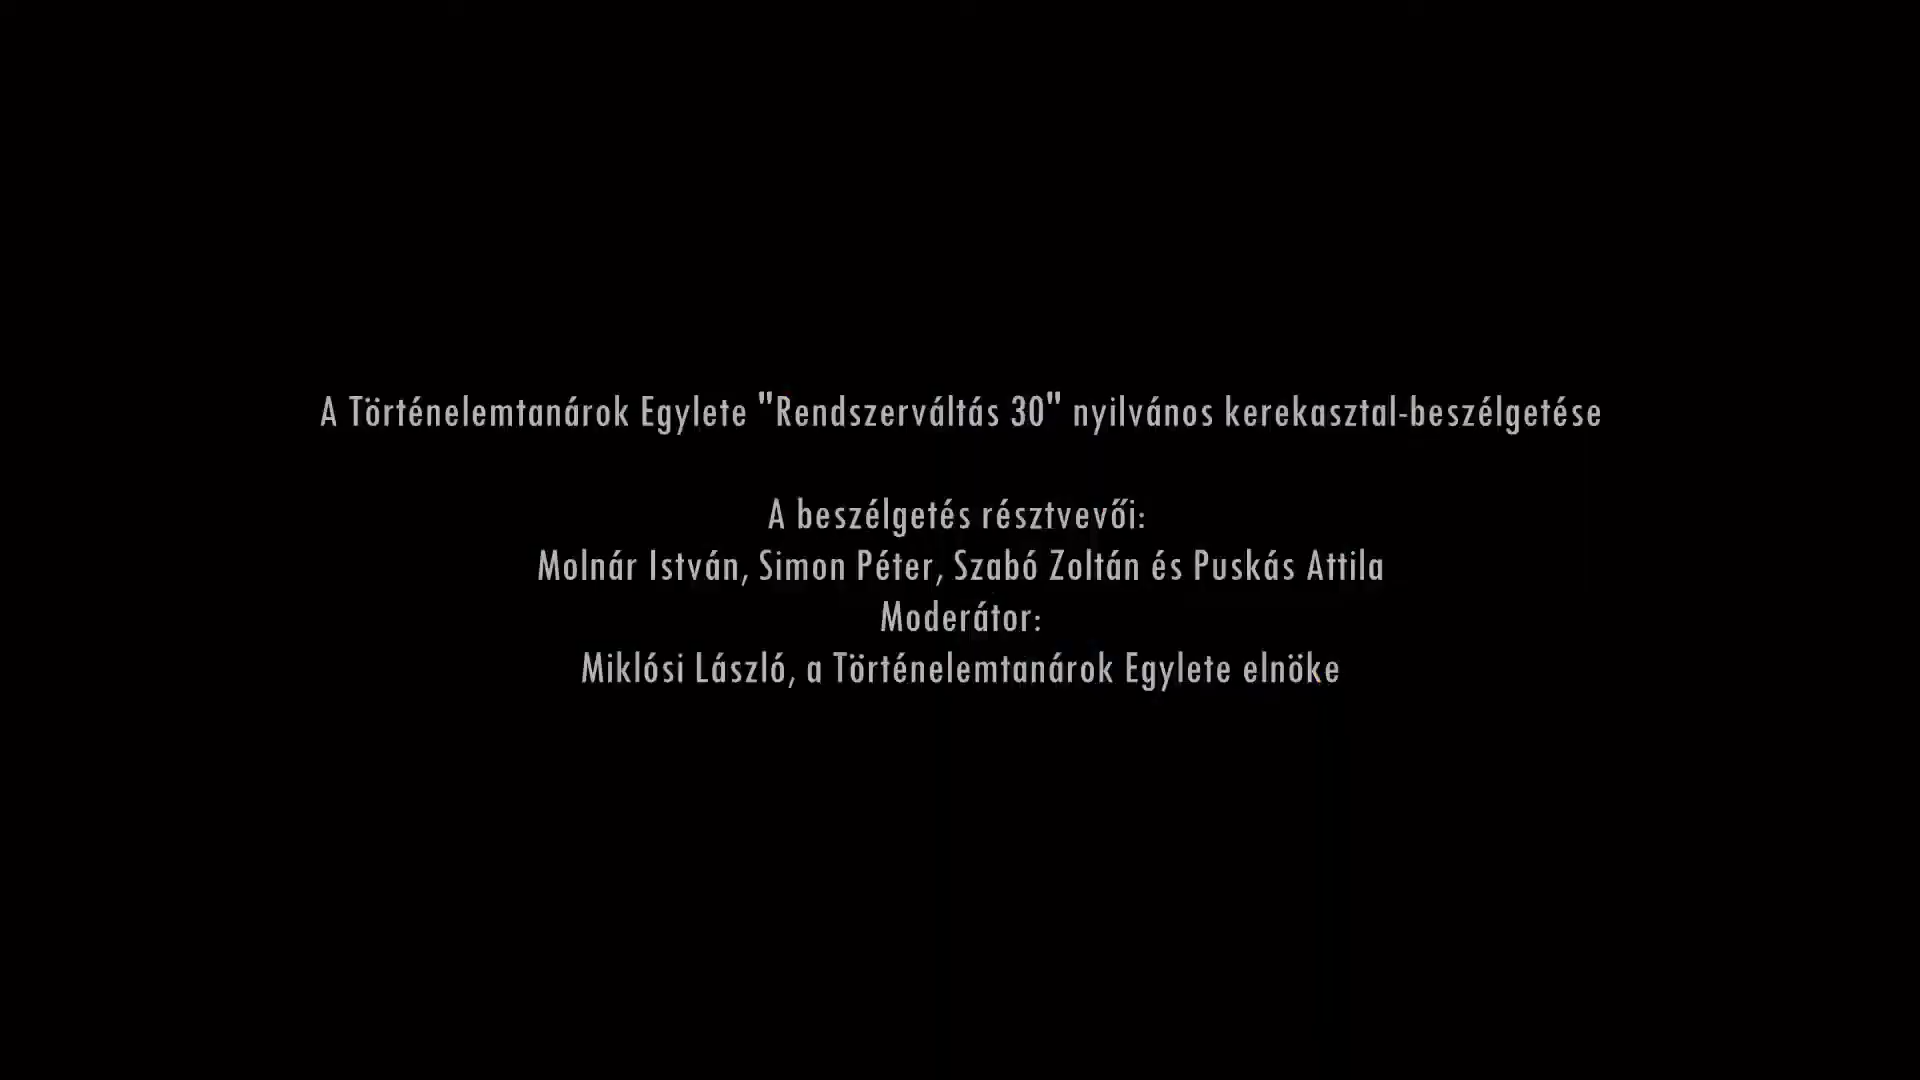 A Történelemtanárok Egylete "Rendszerváltás 30" nyilvános kerekasztal-beszélgetése
A beszélgetés résztvevői:
Molnár István, Simon Péter, Szabó Zoltán és Puskás Attila
Moderátor:
Miklósi László, a Történelemtanárok Egylete elnöke